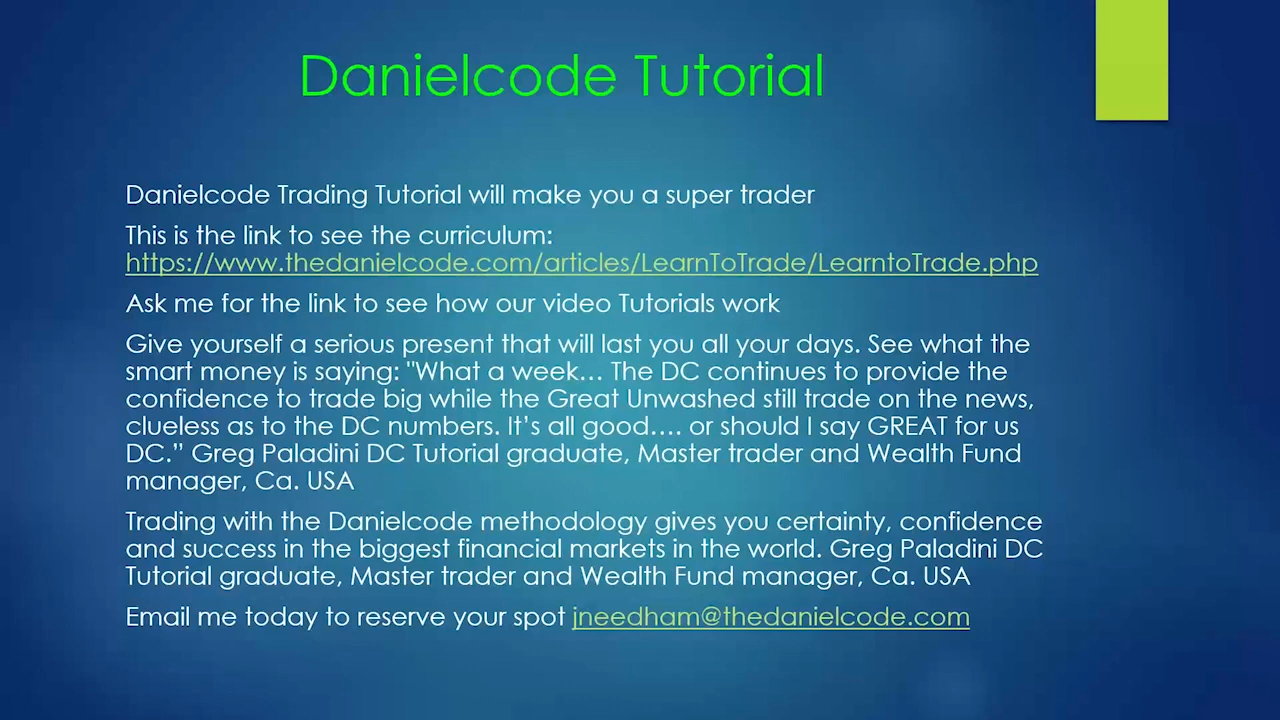 Danielcode Tutorial
Danielcode Trading Tutorial will make you a super trader
This is the link to see the curriculum:
https://www.thedanielcode.com/articles/LearnToTrade/LearntoTrade.php
Ask me for the link to see how our video Tutorials work
Give yourself a serious present that will last you all your days. See what the
smart money is saying: "What a week… The DC continues to provide the
confidence to trade big while the Great Unwashed still trade on the news,
clueless as to the DC numbers. It’s all good…. or should I say GREAT for us
DC.” Greg Paladini DC Tutorial graduate, Master trader and Wealth Fund
manager, Ca. USA
Trading with the Danielcode methodology gives you certainty, confidence
and success in the biggest financial markets in the world. Greg Paladini DC
Tutorial graduate, Master trader and Wealth Fund manager, Ca. USA
Email me today to reserve your spot jneedham@thedanielcode.com